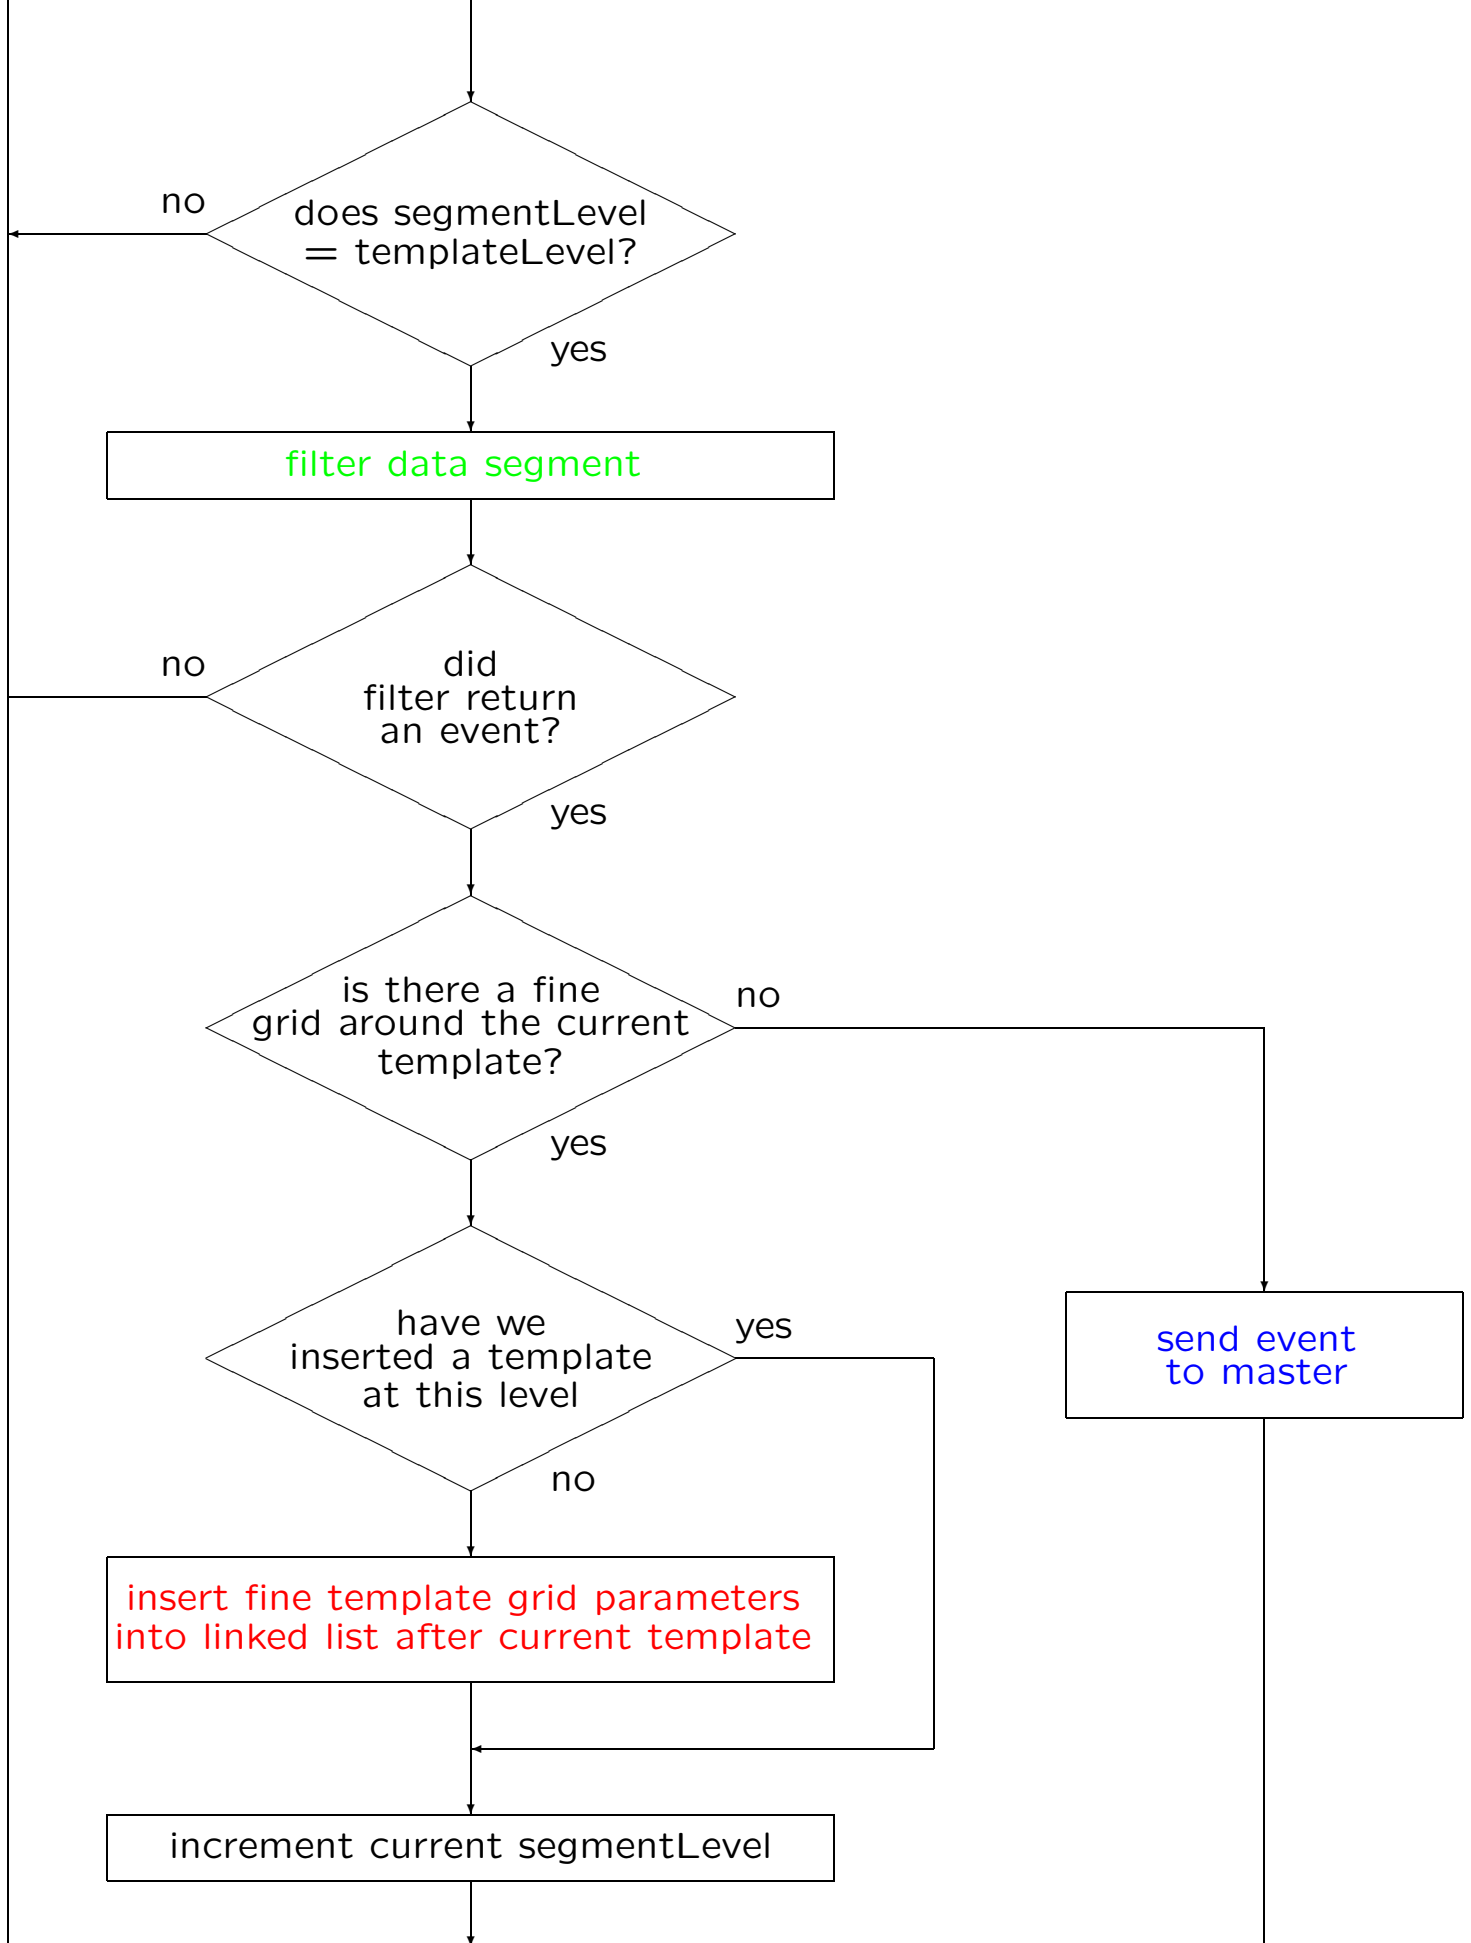 no
does segmentLevel
= templateLevel?
yes
filter data segment
no
did
filter return
an event?
yes
is there a fine
grid around the current
template?
no
yes
have we
inserted a template
at this level
yes
no
send event
to master
insert fine template grid parameters
into linked list after current template
increment current segmentLevel